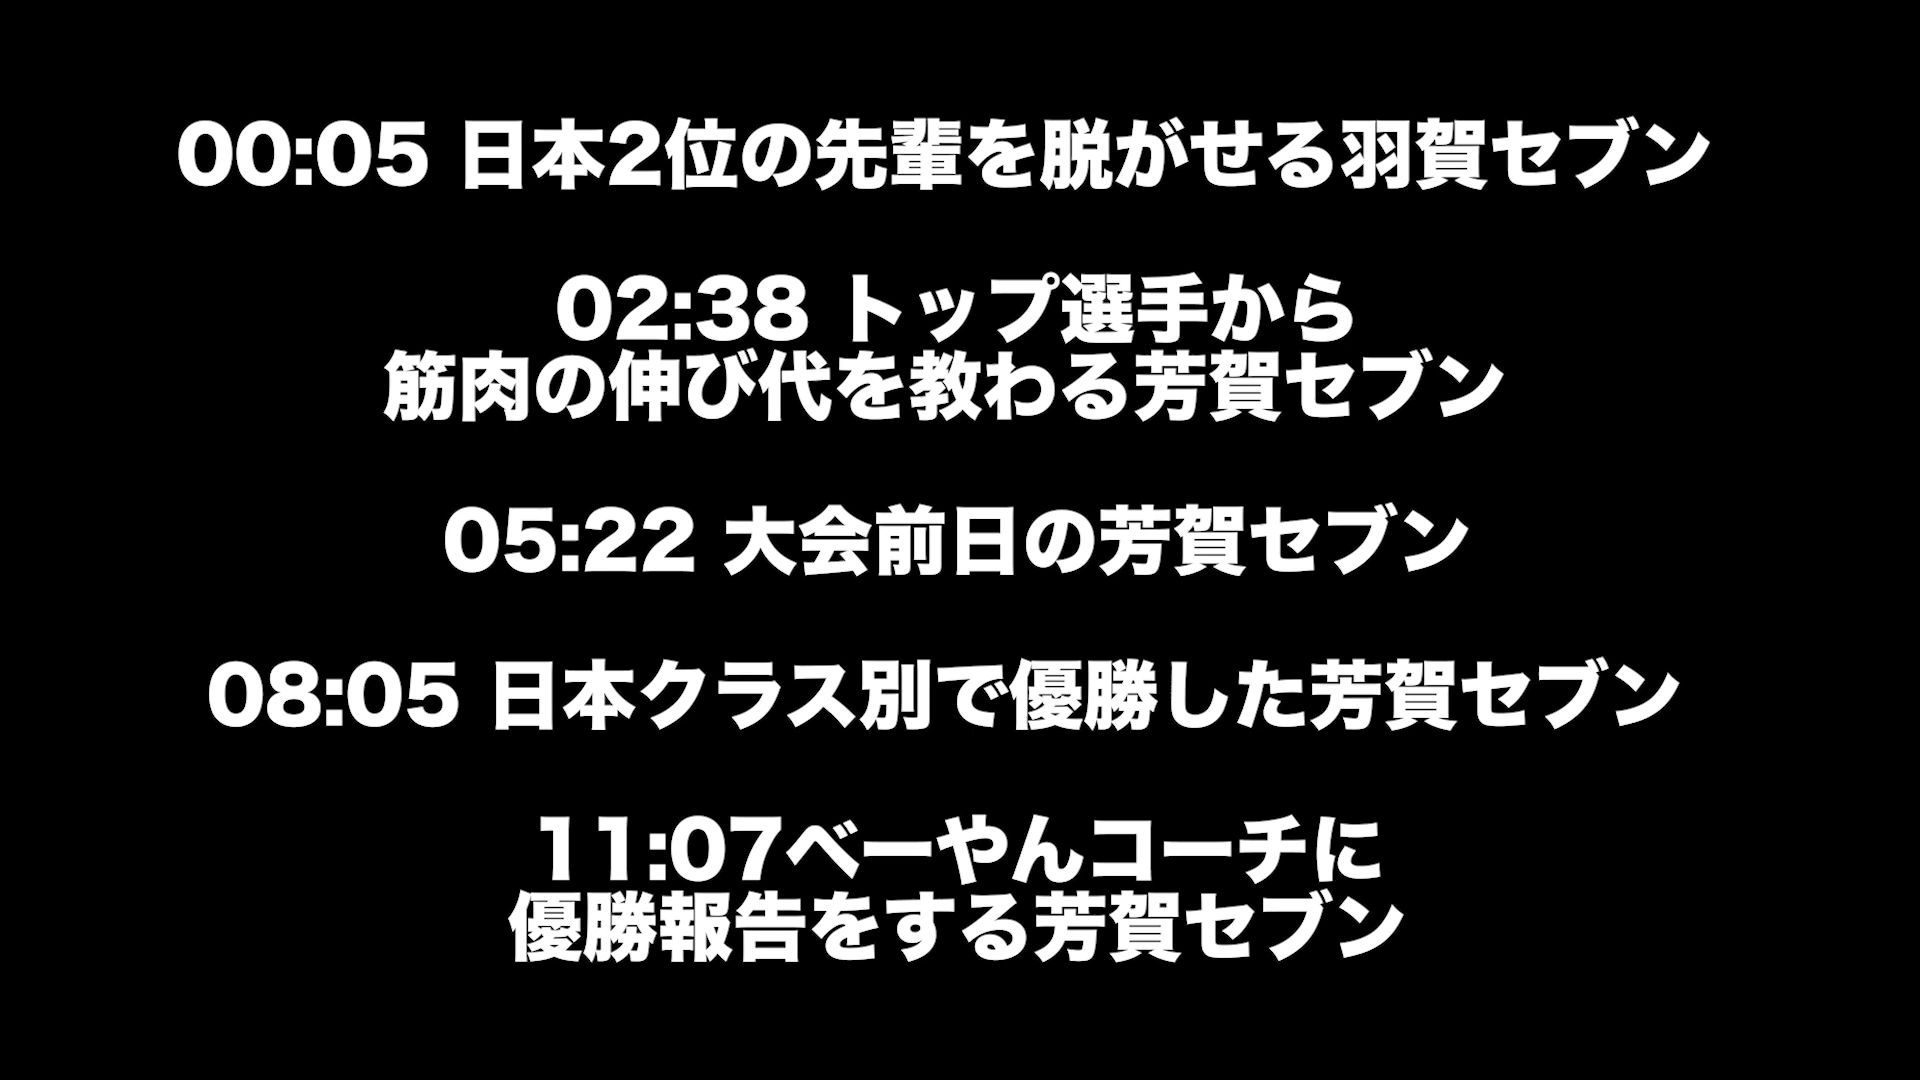 00:05 日本2位の先輩を脱がせる羽賀セブン
02:38 トップ選手から
筋肉の伸び代を教わる芳賀セブン
05:22 大会前日の芳賀セブン
08:05 日本クラス別で優勝した芳賀セブン
11:07べーやんコーチに
優勝報告をする芳賀セブン